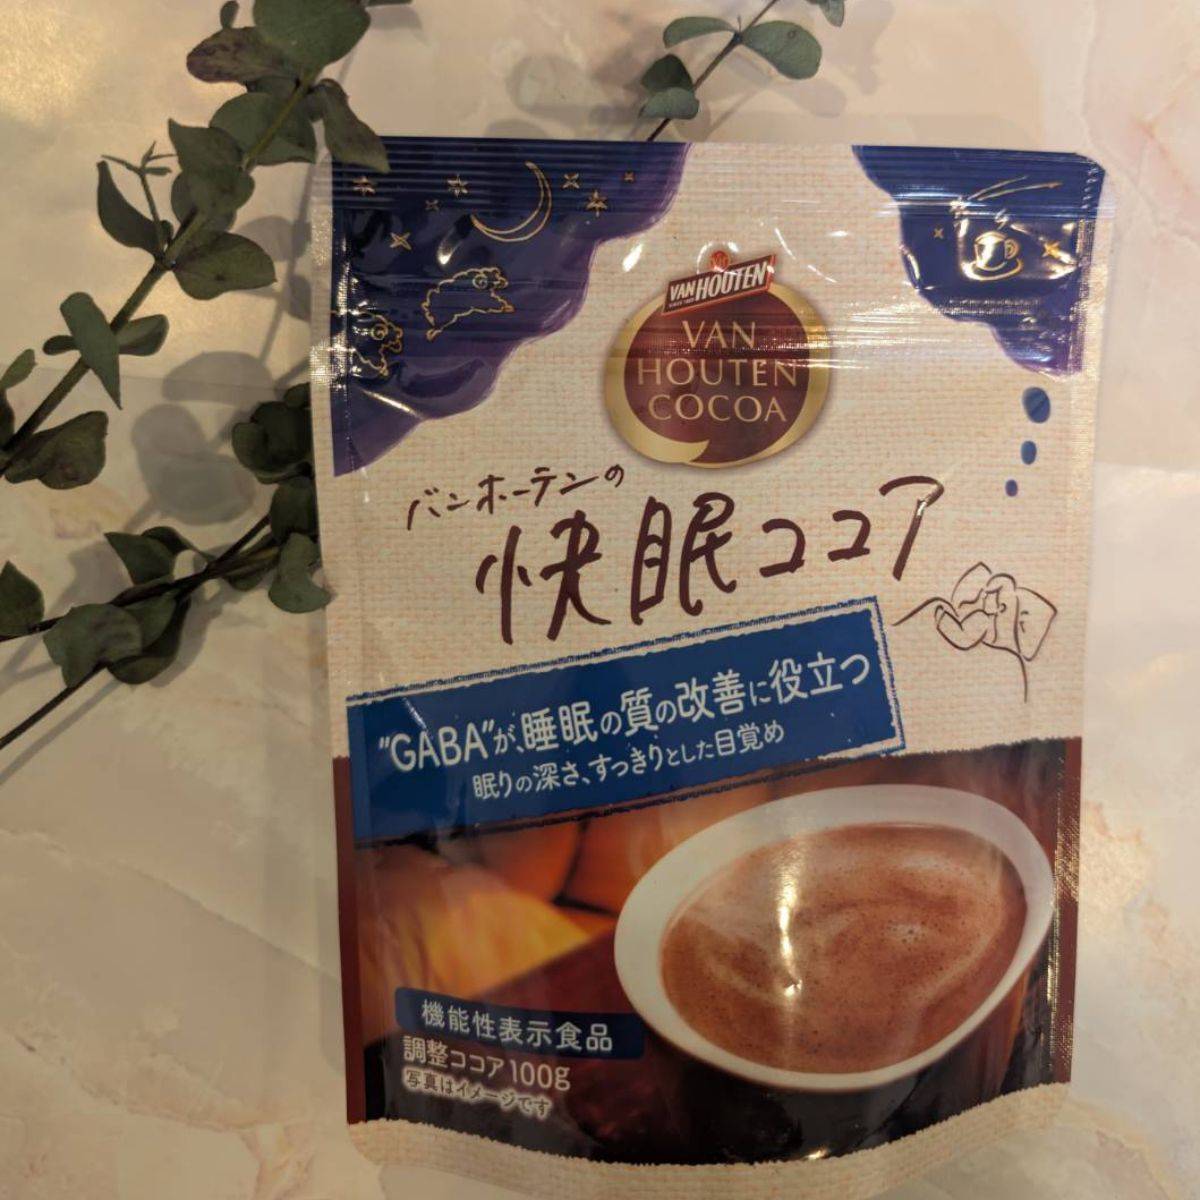 VAN HOUTEN
VAN
HOUTEN
COCOA
バンホーテンの
快眠ココア
"GABA"が、睡眠の質の改善に役立つ
眠りの深さ、すっきりとした目覚め
機能性表示食品
調整ココア100g
写真はイメージです